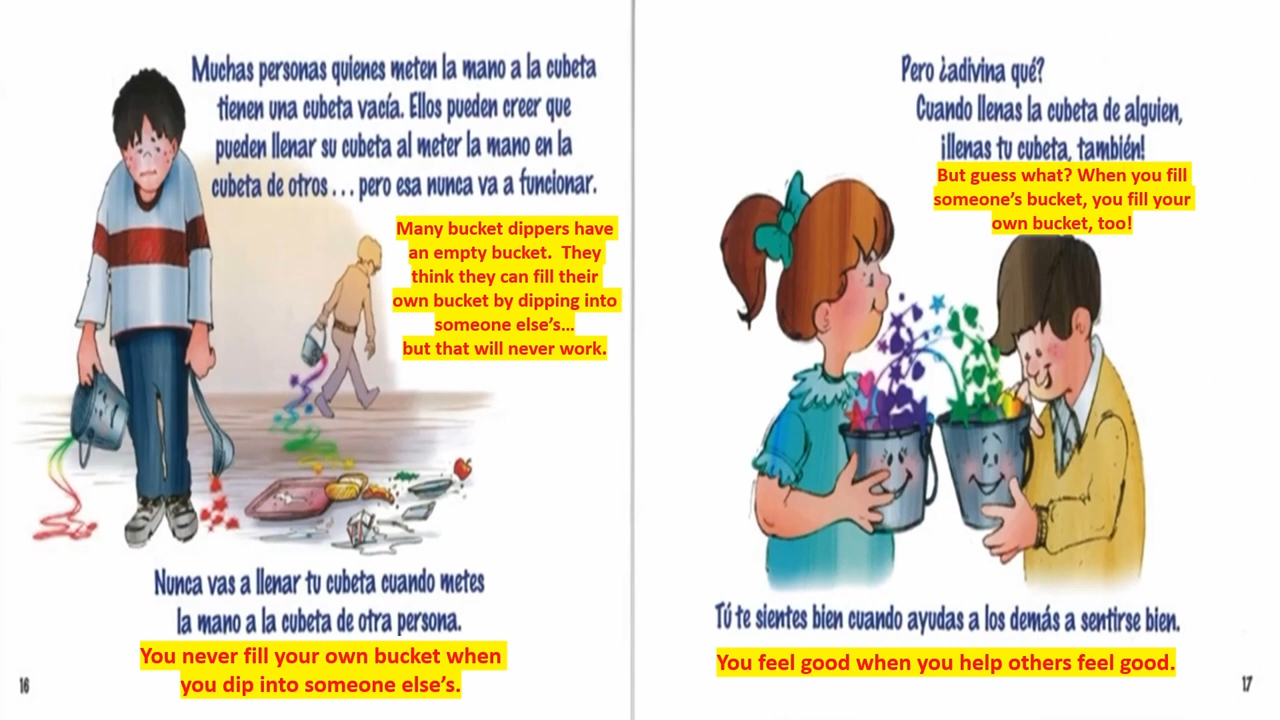 Muchas personas quienes meten la mano a la cubeta
tienen una cubeta vacía. Ellos pueden creer que
pueden llenar su cubeta al meter la mano en la
cubeta de otros . . . pero esa nunca va a funcionar.
Many bucket dippers have
an empty bucket.  They
think they can fill their
own bucket by dipping into
someone else’s…
but that will never work.
Nunca vas a llenar tu cubeta cuando metes
la mano a la cubeta de otra persona.
You never fill your own bucket when
you dip into someone else’s.
16
Pero ¿adivina qué?
Cuando llenas la cubeta de alguien,
¡llenas tu cubeta, también!
But guess what? When you fill
someone’s bucket, you fill your
own bucket, too!
Tú te sientes bien cuando ayudas a los demás a sentirse bien.
You feel good when you help others feel good.
17